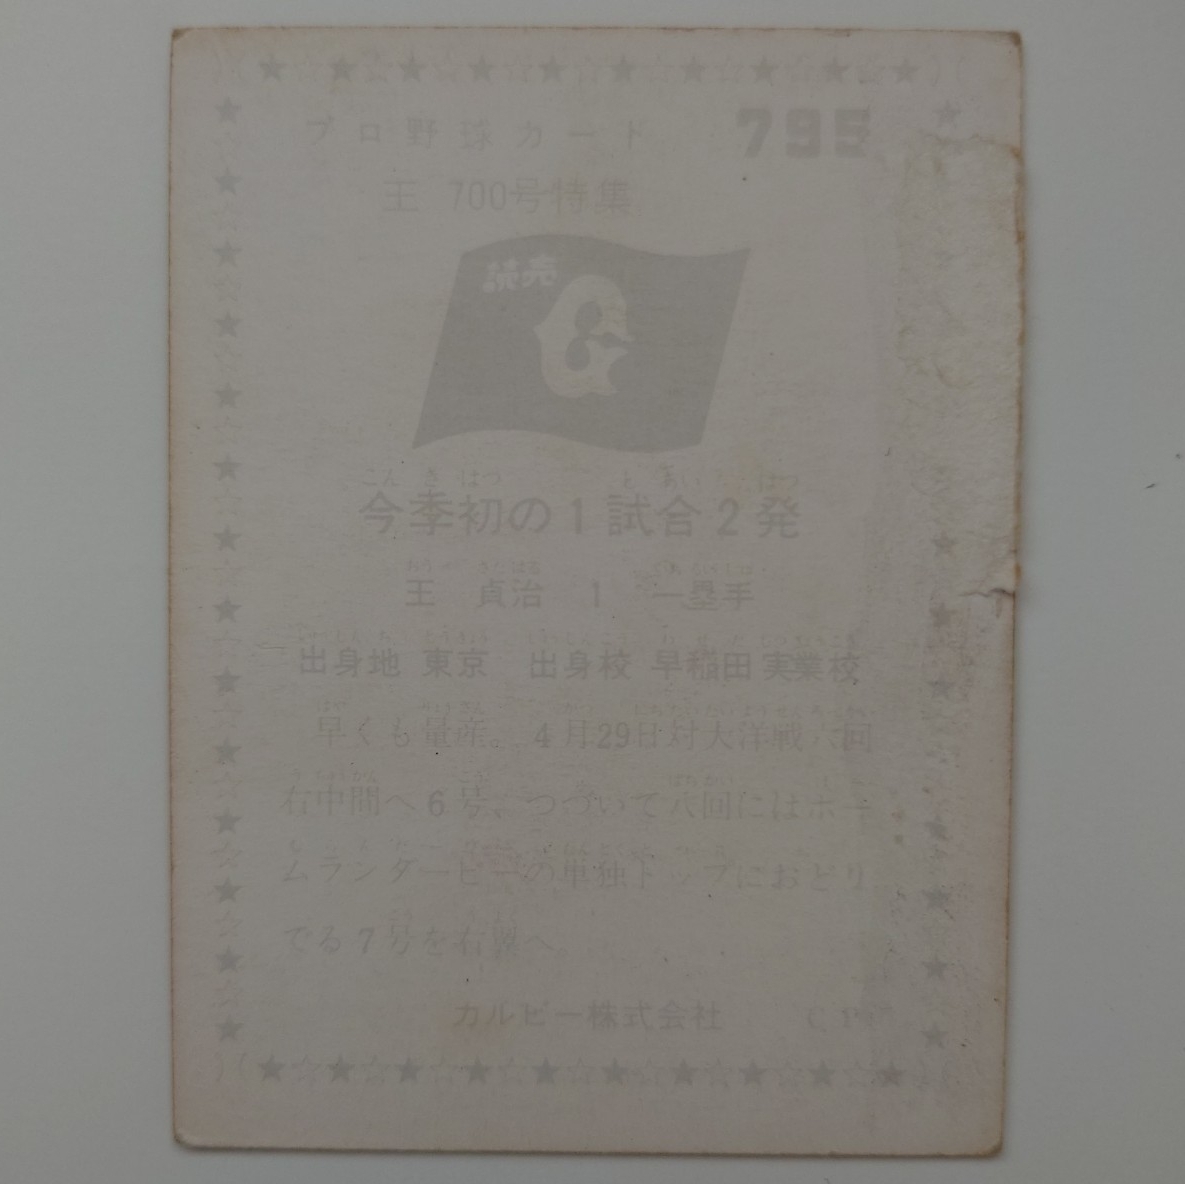 プロ野球カード 795
王 700号特集
読売 G
今季初の1試合2発
王 貞治 1 一塁手
出身地 東京 出身校 早稲田実業校
早くも量産。4月29日対大洋戦六回
右中間へ6号、つづいて八回にはホー
ムランダービーの単独トップにおどり
でる7号を右翼へ。
カルビー株式会社 C P